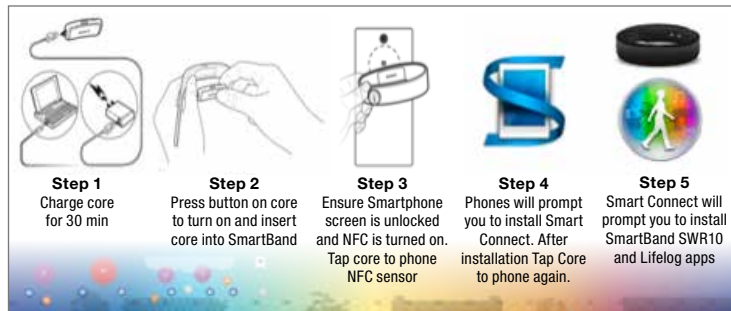 Step 1
Charge core
for 30 min
Step 2
Press button on core
to turn on and insert
core into SmartBand
Step 3
Ensure Smartphone
screen is unlocked
and NFC is turned on.
Tap core to phone
NFC sensor
Step 4
Phones will prompt
you to install Smart
Connect. After
installation Tap Core
to phone again.
Step 5
Smart Connect will
prompt you to install
SmartBand SWR10
and Lifelog apps